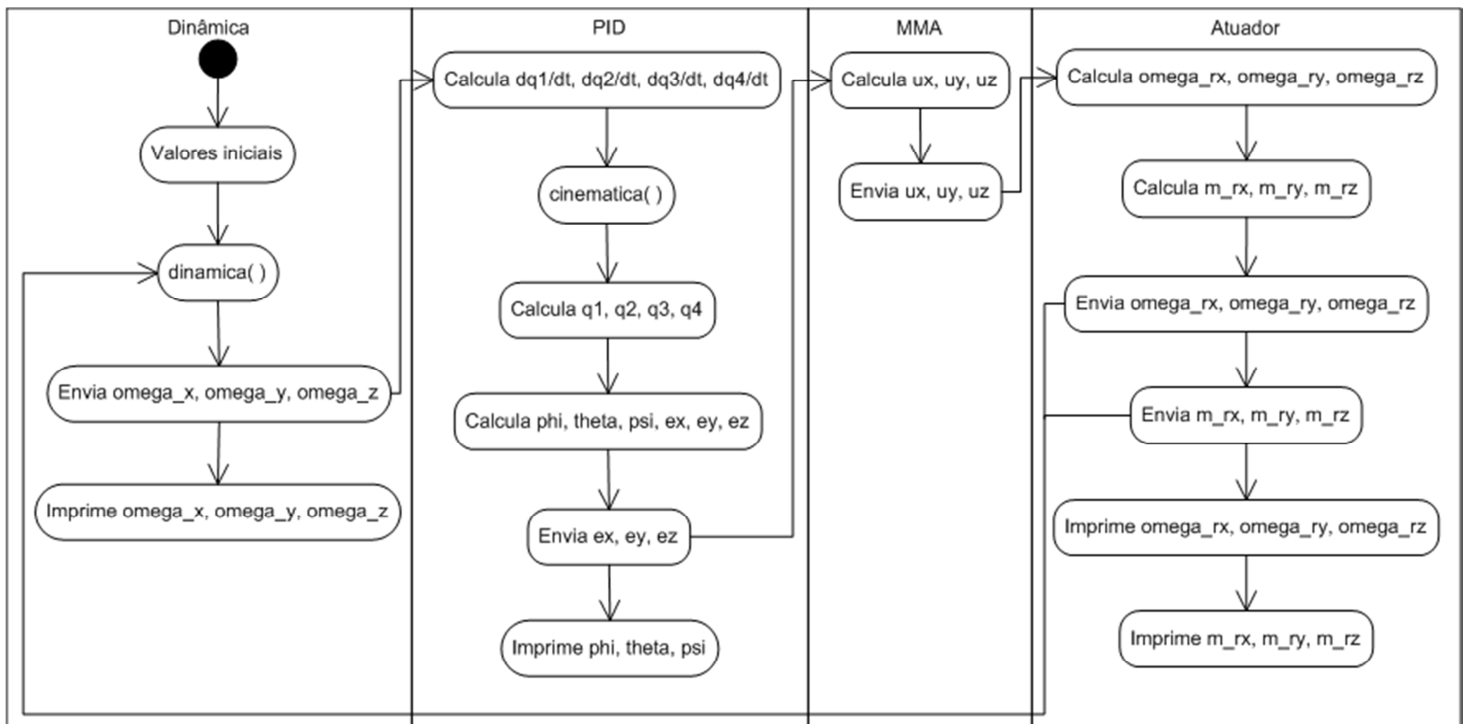 Dinâmica
Valores iniciais
dinamica( )
Envia omega_x, omega_y, omega_z
Imprime omega_x, omega_y, omega_z
PID
Calcula dq1/dt, dq2/dt, dq3/dt, dq4/dt
cinematica( )
Calcula q1, q2, q3, q4
Calcula phi, theta, psi, ex, ey, ez
Envia ex, ey, ez
Imprime phi, theta, psi
MMA
Calcula ux, uy, uz
Envia ux, uy, uz
Atuador
Calcula omega_rx, omega_ry, omega_rz
Calcula m_rx, m_ry, m_rz
Envia omega_rx, omega_ry, omega_rz
Envia m_rx, m_ry, m_rz
Imprime omega_rx, omega_ry, omega_rz
Imprime m_rx, m_ry, m_rz